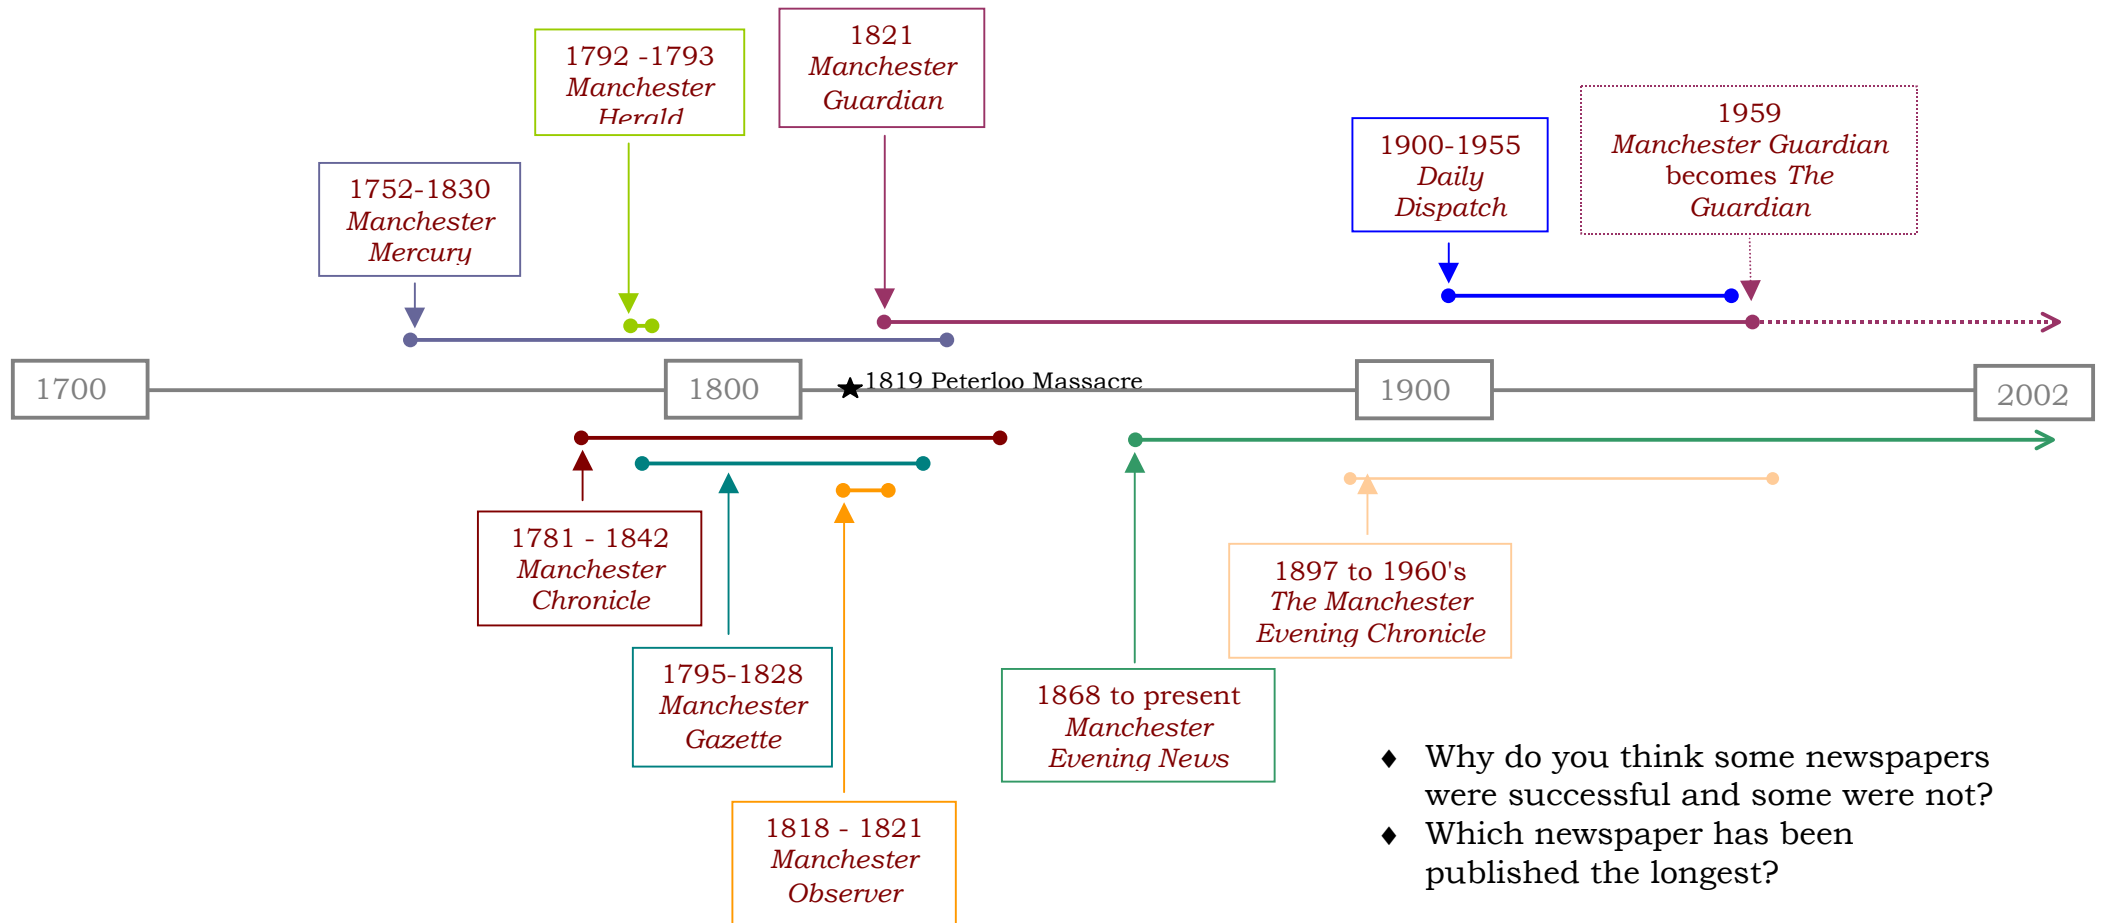 1792 -1793
Manchester
Herald
1821
Manchester
Guardian
1752-1830
Manchester
Mercury
1900-1955
Daily
Dispatch
1959
Manchester Guardian
becomes The
Guardian
1700
1800
1819 Peterloo Massacre
1900
2002
1781 - 1842
Manchester
Chronicle
1795-1828
Manchester
Gazette
1818 - 1821
Manchester
Observer
1868 to present
Manchester
Evening News
1897 to 1960's
The Manchester
Evening Chronicle
♦ Why do you think some newspapers
were successful and some were not?
♦ Which newspaper has been
published the longest?